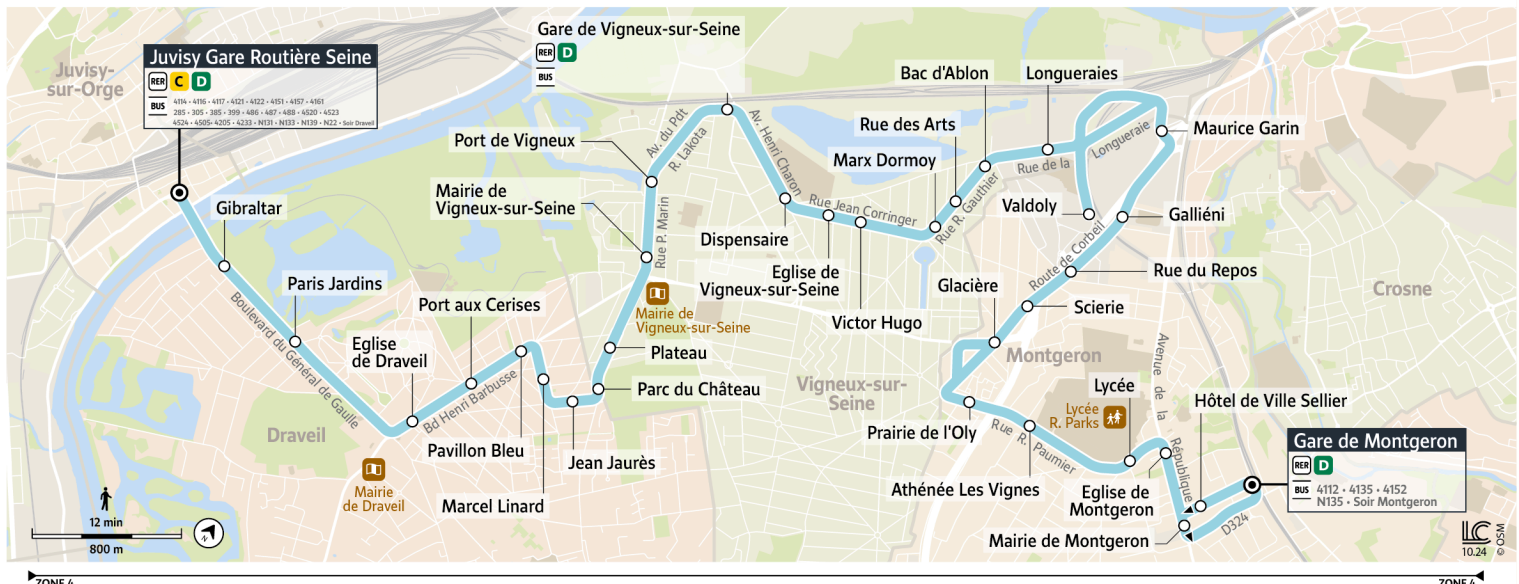 Juvisy-
sur-Orge
Juvisy Gare Routière Seine
RER C D
BUS
4114 • 4116 • 4117 • 4121 • 4122 • 4151 • 4157 • 4161
285 • 305 • 385 • 399 • 486 • 487 • 488 • 4520 • 4523
4524 • 4505 • 4205 • 4233 • N131 • N133 • N139 • N22 • Soir Draveil
Gare de Vigneux-sur-Seine
RER D
BUS
Gibraltar
Paris Jardins
Boulevard du Général de Gaulle
Eglise
de Draveil
Port aux Cerises
Bd Henri Barbusse
Pavillon Bleu
Marcel Linard
Jean Jaurès
Parc du Château
Plateau
Draveil
Mairie
de Draveil
Mairie de
Vigneux-sur-Seine
Mairie de
Vigneux-sur-Seine
Rue P. Marin
Port de Vigneux
Av. du Pdt
R. Lakota
Av. Henri Charon
Dispensaire
Rue Jean Corringer
Eglise de
Vigneux-sur-Seine
Victor Hugo
Marx Dormoy
Rue des Arts
Rue R. Gauthier
Bac d'Ablon
Longueraies
Rue de la
Longueraie
Maurice Garin
Valdoly
Galliéni
Route de Corbeil
Rue du Repos
Scierie
Glacière
Montgeron
Crosne
Vigneux-sur-
Seine
Prairie de l'Oly
Rue R. Paumier
Athénée Les Vignes
Lycée
Lycée
R. Parks
Avenue de la
République
Eglise de
Montgeron
Mairie de Montgeron
Hôtel de Ville Sellier
D324
Gare de Montgeron
RER D
BUS
4112 • 4135 • 4152
N135 • Soir Montgeron
12 min
800 m
LC
10.24
© OSM
ZONE 4
ZONE 4